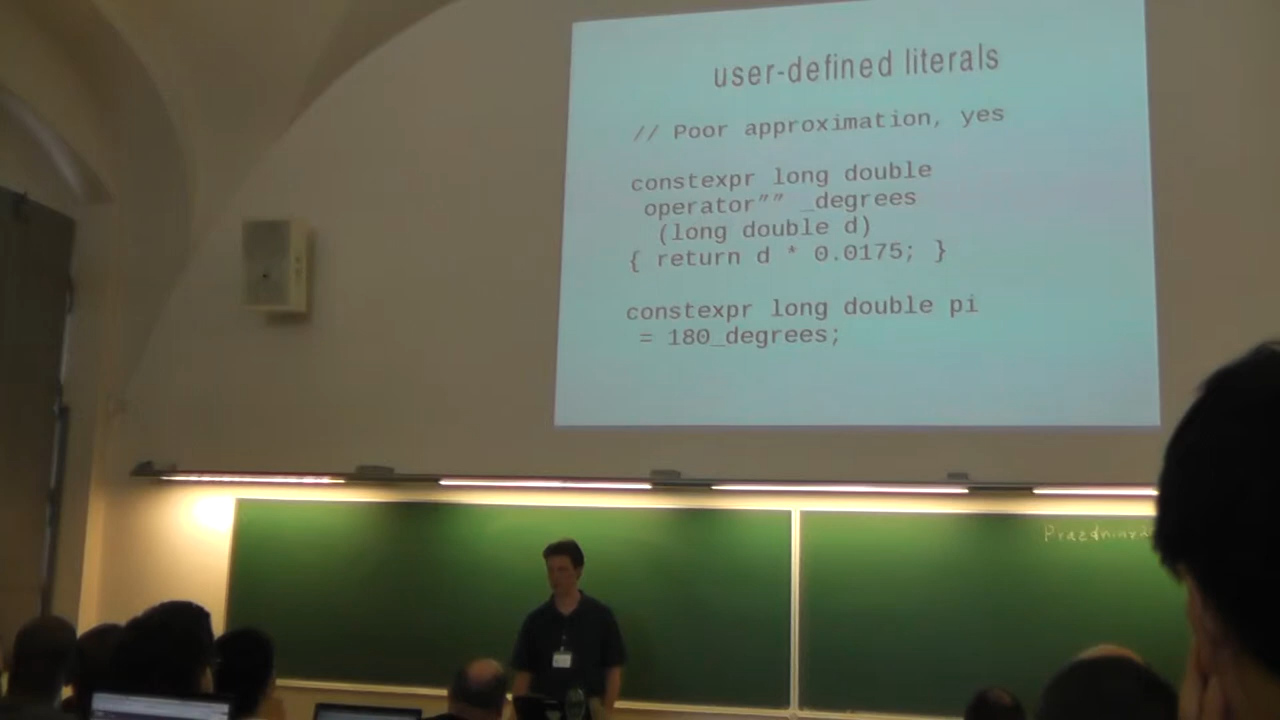 user-defined literals
// Poor approximation, yes
constexpr long double
operator”” _degrees
(long double d)
{ return d * 0.0175; }
constexpr long double pi
= 180_degrees;